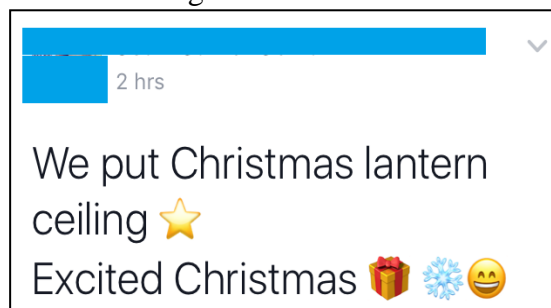 2 hrs
We put Christmas lantern
ceiling ⭐
Excited Christmas 🎁 ❄️😄